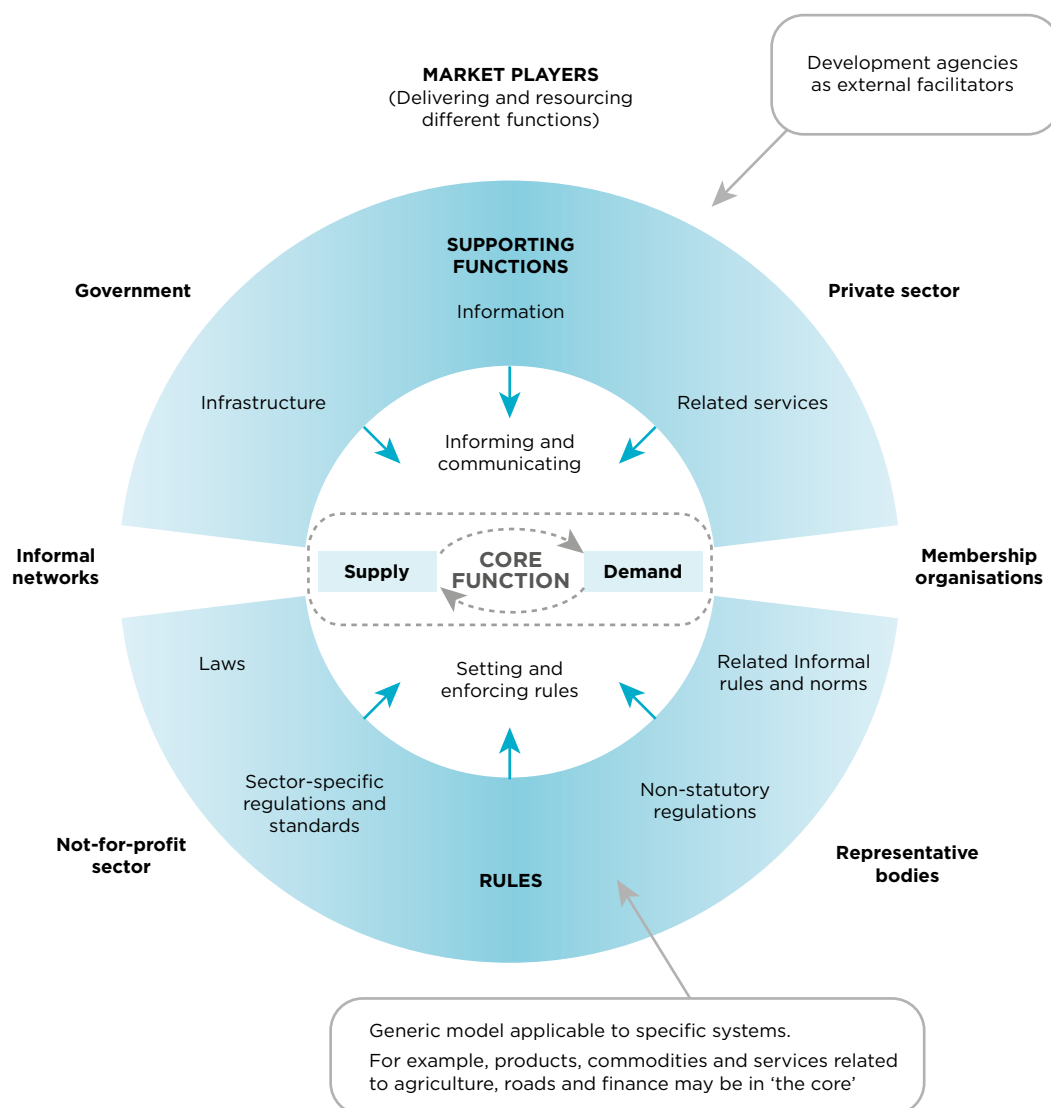 Development agencies
as external facilitators
MARKET PLAYERS
(Delivering and resourcing
different functions)
SUPPORTING
FUNCTIONS
Government
Private sector
Information
Infrastructure
Related services
Informing and
communicating
Informal
networks
Supply
CORE
FUNCTION
Demand
Membership
organisations
Laws
Setting and
enforcing rules
Related Informal
rules and norms
Sector-specific
regulations and
standards
Non-statutory
regulations
Not-for-profit
sector
RULES
Representative
bodies
Generic model applicable to specific systems.
For example, products, commodities and services related
to agriculture, roads and finance may be in ‘the core’